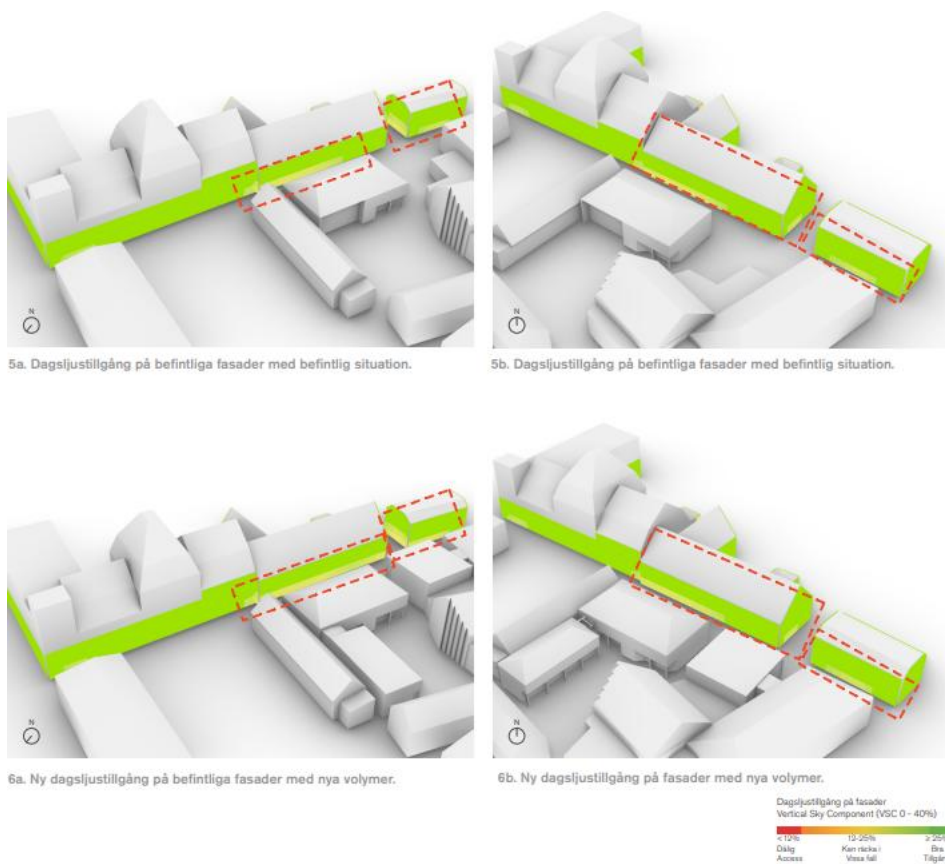 N
N
5a. Dagsljustillgång på befintliga fasader med befintlig situation.
5b. Dagsljustillgång på befintliga fasader med befintlig situation.
N
N
6a. Ny dagsljustillgång på befintliga fasader med nya volymer.
6b. Ny dagsljustillgång på fasader med nya volymer.
Dagsljustillgång på fasader
Vertical Sky Component (VSC 0 - 40%)
<12% 12-25%
Dålig Kan räcka i Bra
Access Vissa fall